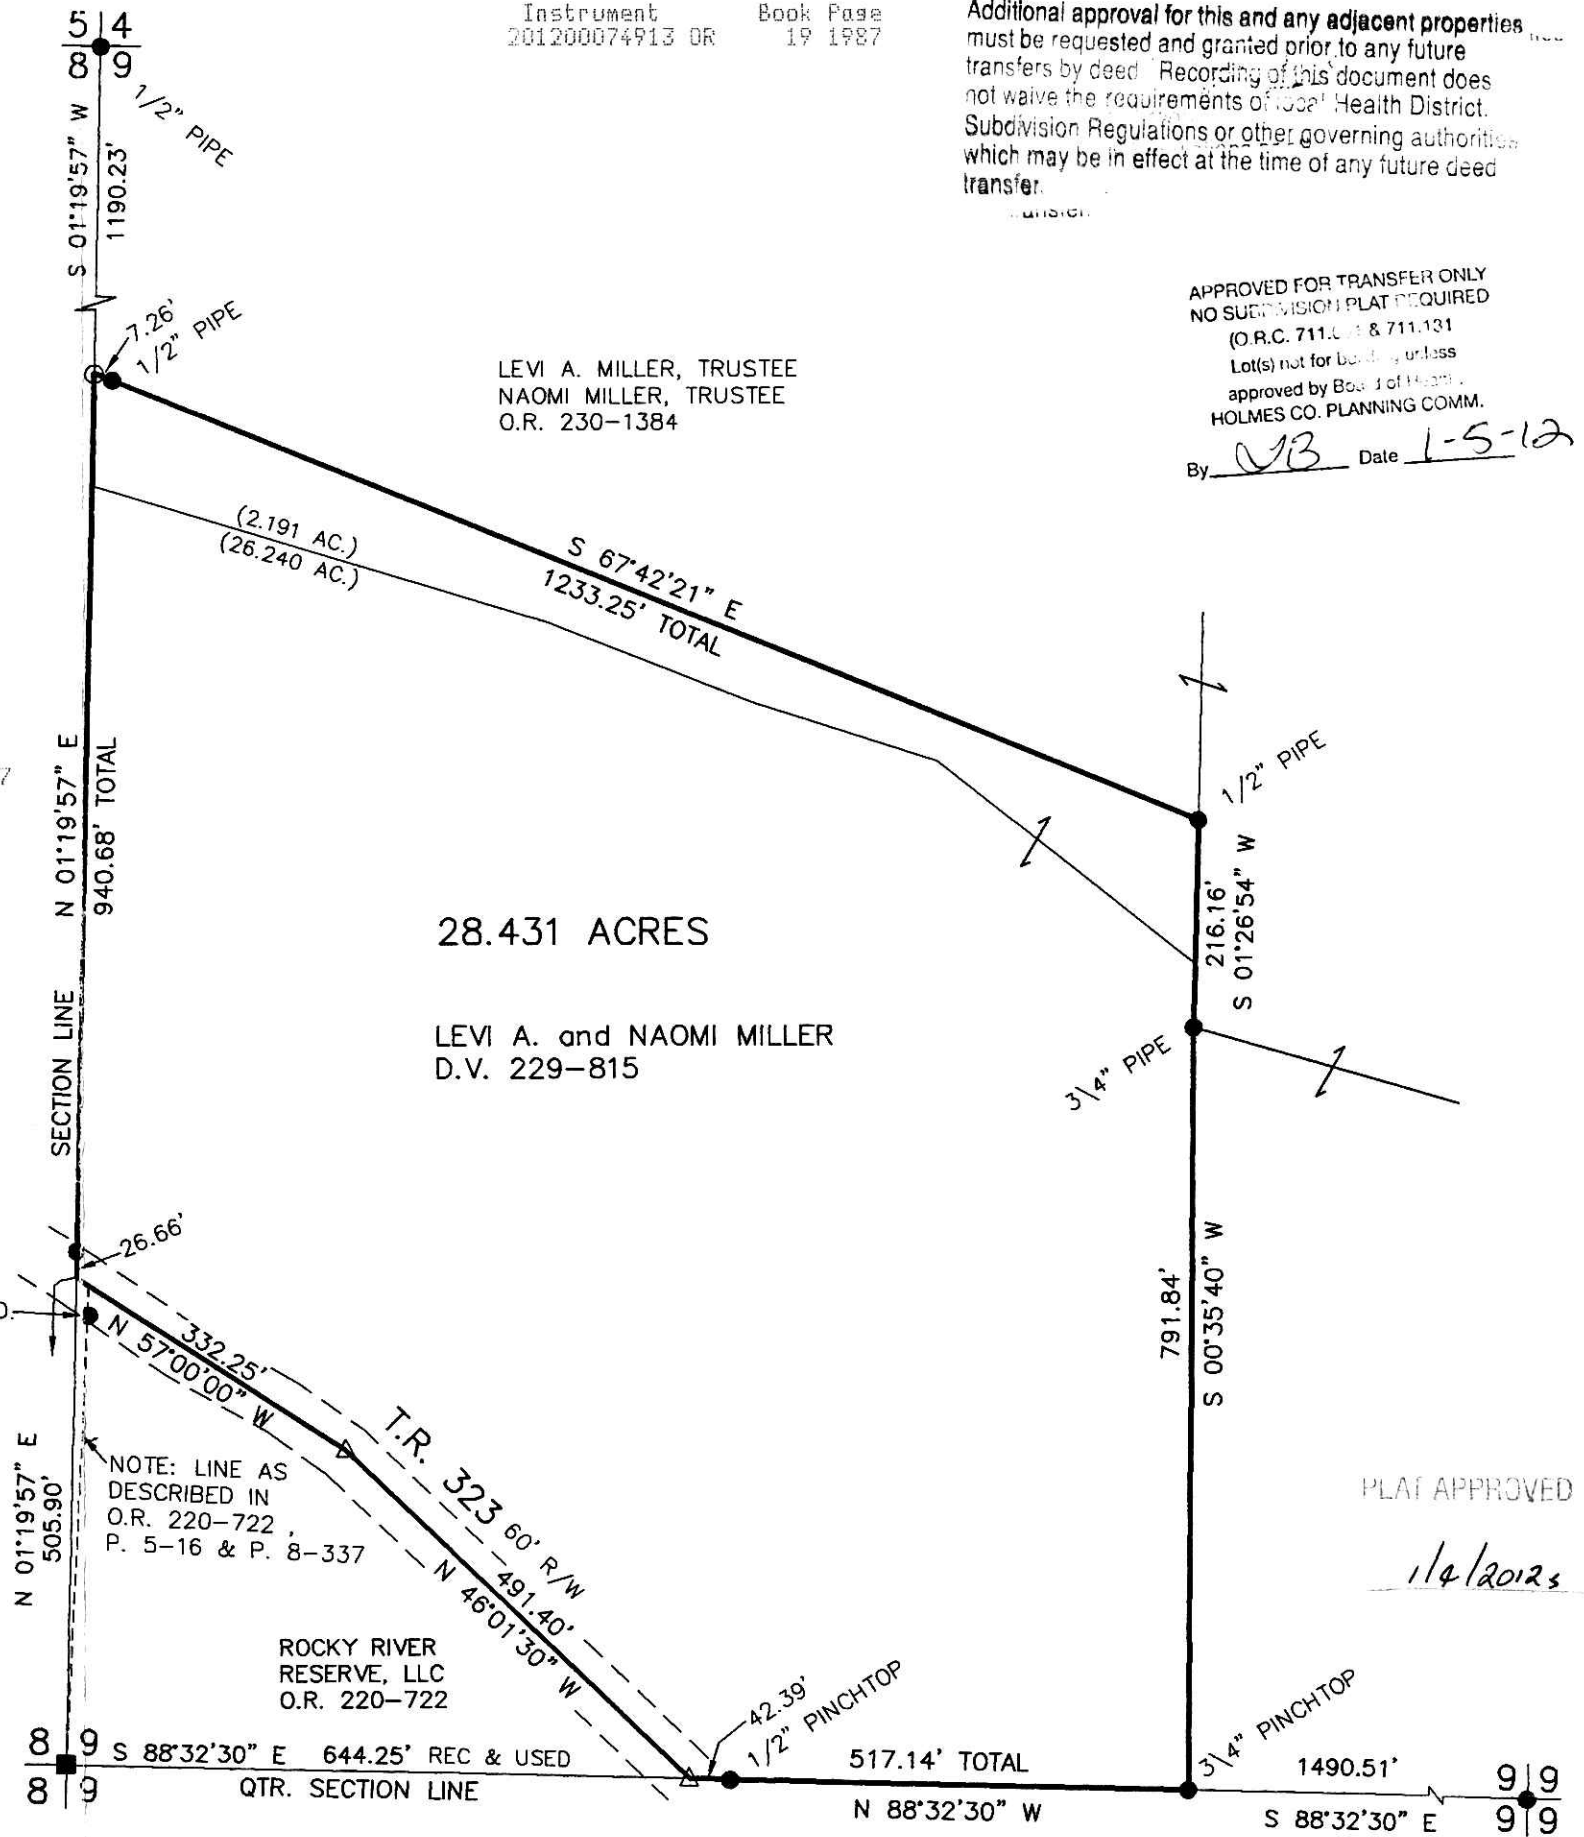 Instrument Book Page
201200074913 OR 19 1987
Additional approval for this and any adjacent properties
must be requested and granted prior to any future
transfers by deed Recording of this document does
not waive the requirements of local Health District.
Subdivision Regulations or other governing authorities
which may be in effect at the time of any future deed
transfer.
5 4
8 9
1/2" PIPE
S 01°19'57" W
1190.23'
APPROVED FOR TRANSFER ONLY
NO SUBDIVISION PLAT REQUIRED
(O.R.C. 711. & 711.131
Lot(s) not for unless
approved by Board of
HOLMES CO. PLANNING COMM.
By Date 1-5-12
7.26'
1/2" PIPE
LEVI A. MILLER, TRUSTEE
NAOMI MILLER, TRUSTEE
O.R. 230-1384
(2.191 AC.)
(26.240 AC.)
S 67°42'21" E
1233.25' TOTAL
1/2" PIPE
216.16'
S 01°26'54" W
7
SECTION LINE N 01°19'57" E
940.68' TOTAL
28.431 ACRES
LEVI A. and NAOMI MILLER
D.V. 229-815
3\4" PIPE
791.84'
S 00°35'40" W
26.66'
332.25'
N 57°00'00" W
T.R. 323 60' R/W
491.40'
N 46°01'30" W
N 01°19'57" E
505.90'
NOTE: LINE AS
DESCRIBED IN
O.R. 220-722 ,
P. 5-16 & P. 8-337
PLAT APPROVED
1/4/2012
ROCKY RIVER
RESERVE, LLC
O.R. 220-722
42.39'
1/2" PINCHTOP
3\4" PINCHTOP
8 9
8 9
S 88°32'30" E 644.25' REC & USED
QTR. SECTION LINE
517.14' TOTAL
N 88°32'30" W
1490.51'
S 88°32'30" E
9 9
9 9